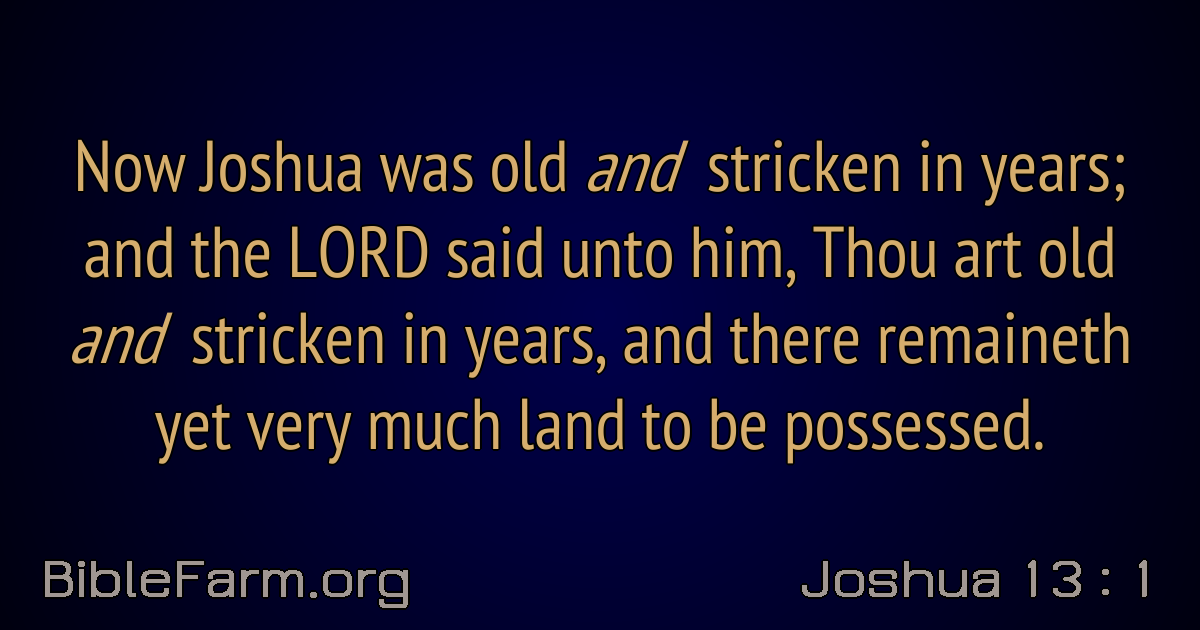 Now Joshua was old and stricken in years;
and the LORD said unto him, Thou art old
and stricken in years, and there remaineth
yet very much land to be possessed.
BibleFarm.org
Joshua 13 : 1